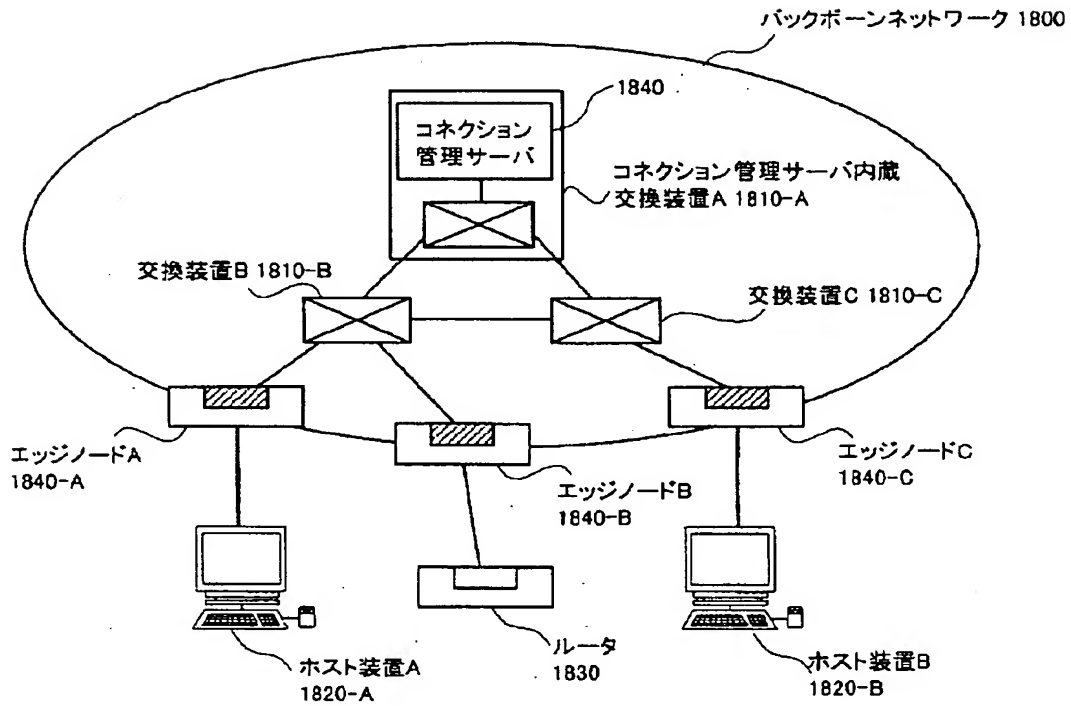 バックボーンネットワーク 1800
1840
コネクション
管理サーバ
コネクション管理サーバ内蔵
交換装置A 1810-A
交換装置B 1810-B
交換装置C 1810-C
エッジノードA
1840-A
エッジノードB
1840-B
エッジノードC
1840-C
ホスト装置A
1820-A
ルータ
1830
ホスト装置B
1820-B